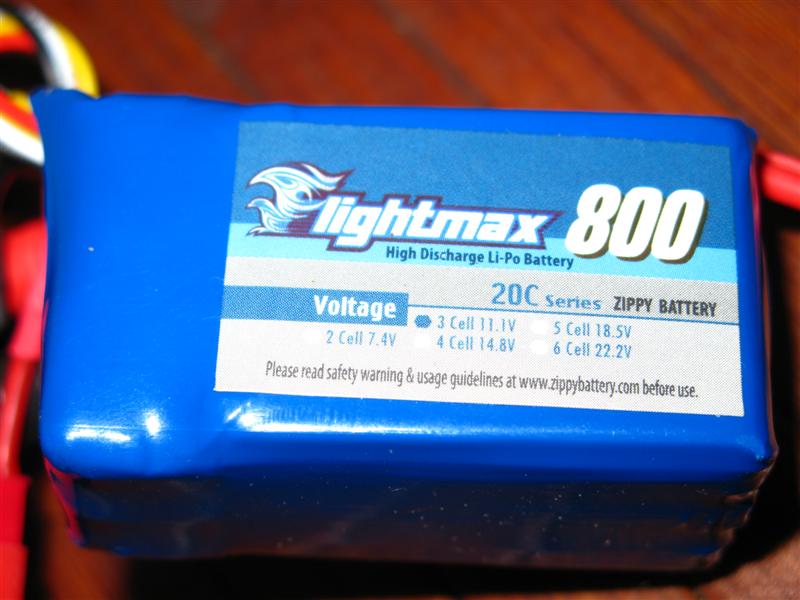 Flightmax 800
High Discharge Li-Po Battery
20C Series ZIPPY BATTERY
Voltage
3 Cell 11.1V 5 Cell 18.5V
2 Cell 7.4V 4 Cell 14.8V 6 Cell 22.2V
Please read safety warning & usage guidelines at www.zippybattery.com before use.